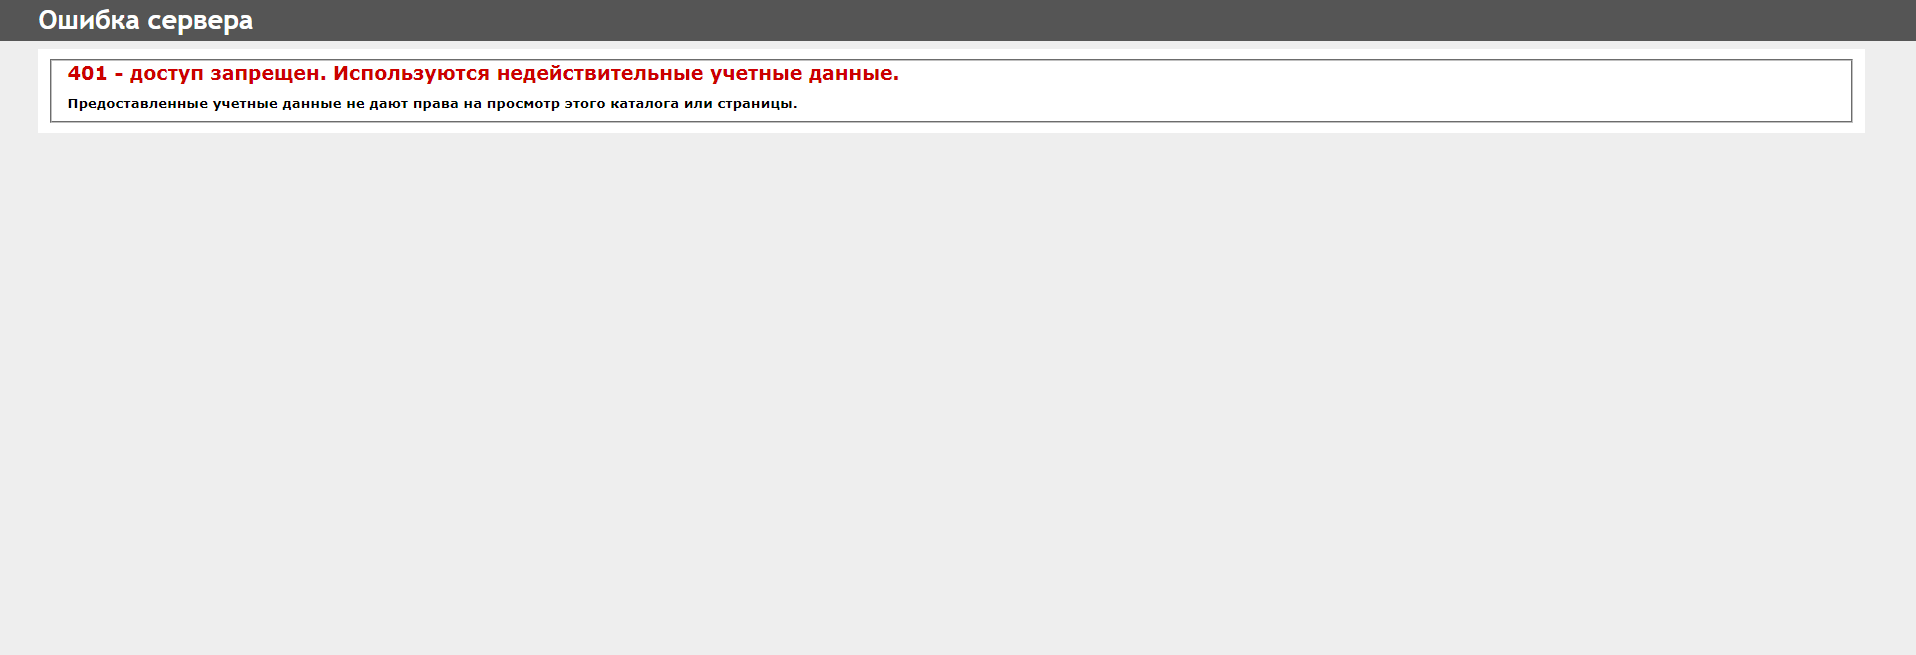 Ошибка сервера
401 - доступ запрещен. Используются недействительные учетные данные.
Предоставленные учетные данные не дают права на просмотр этого каталога или страницы.